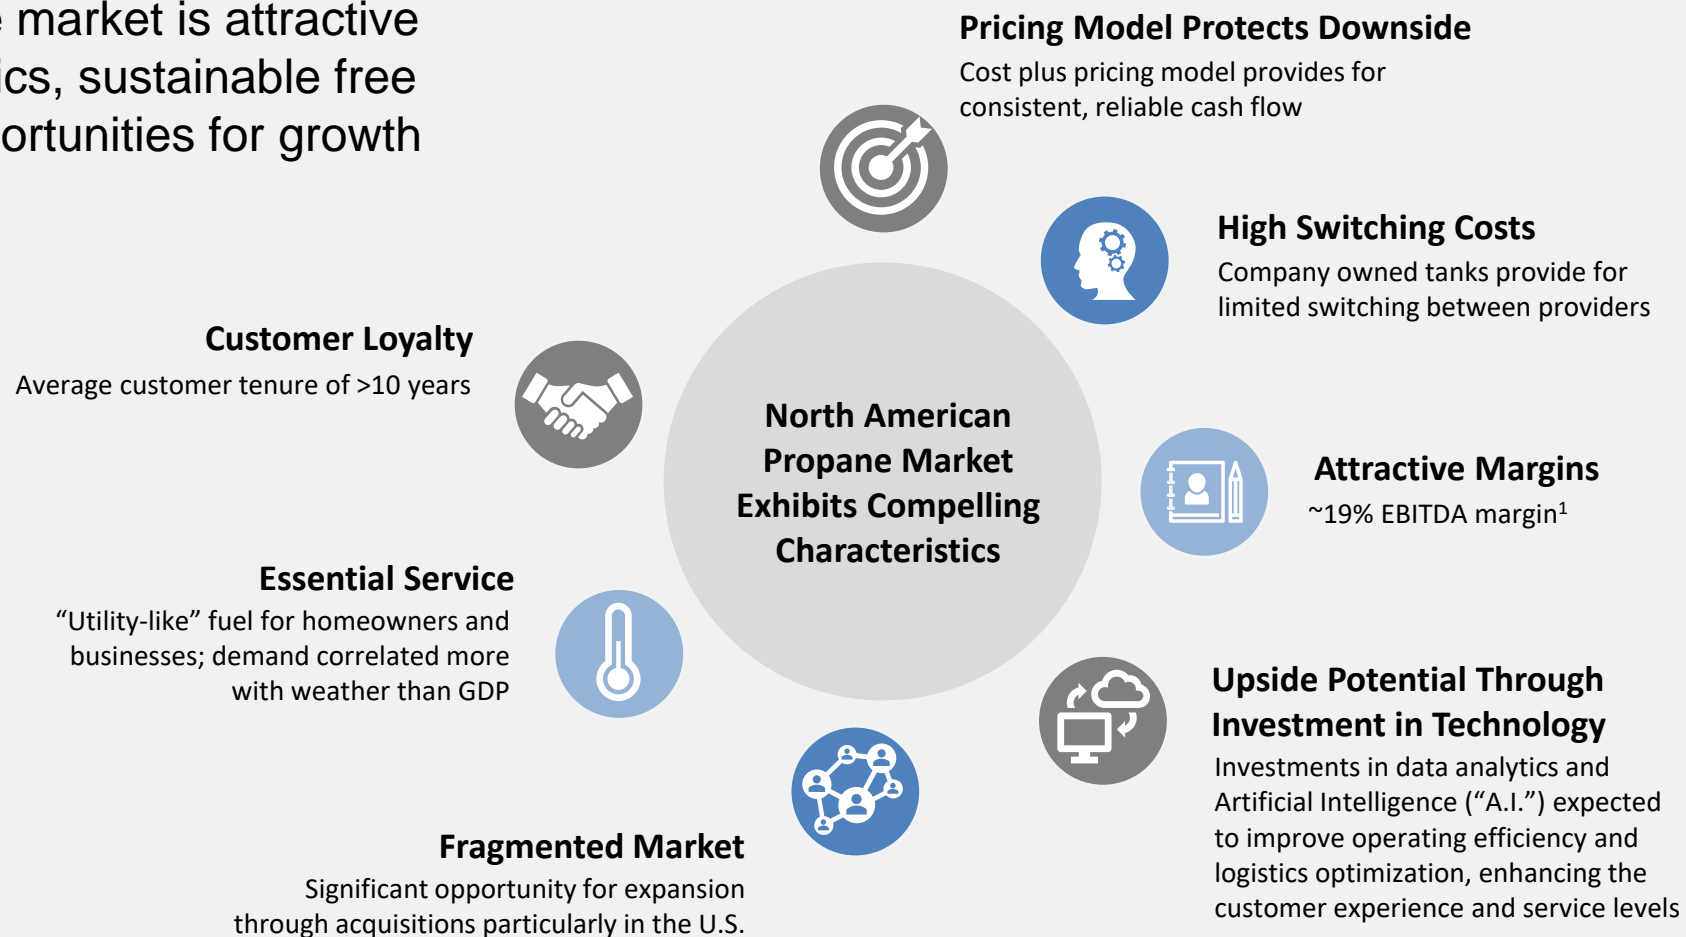 market is attractive
ics, sustainable free
ortunities for growth
Pricing Model Protects Downside
Cost plus pricing model provides for
consistent, reliable cash flow
High Switching Costs
Company owned tanks provide for
limited switching between providers
Customer Loyalty
Average customer tenure of >10 years
North American
Propane Market
Exhibits Compelling
Characteristics
Attractive Margins
~19% EBITDA margin¹
Essential Service
“Utility-like” fuel for homeowners and
businesses; demand correlated more
with weather than GDP
Upside Potential Through
Investment in Technology
Investments in data analytics and
Artificial Intelligence (“A.I.”) expected
to improve operating efficiency and
logistics optimization, enhancing the
customer experience and service levels
Fragmented Market
Significant opportunity for expansion
through acquisitions particularly in the U.S.